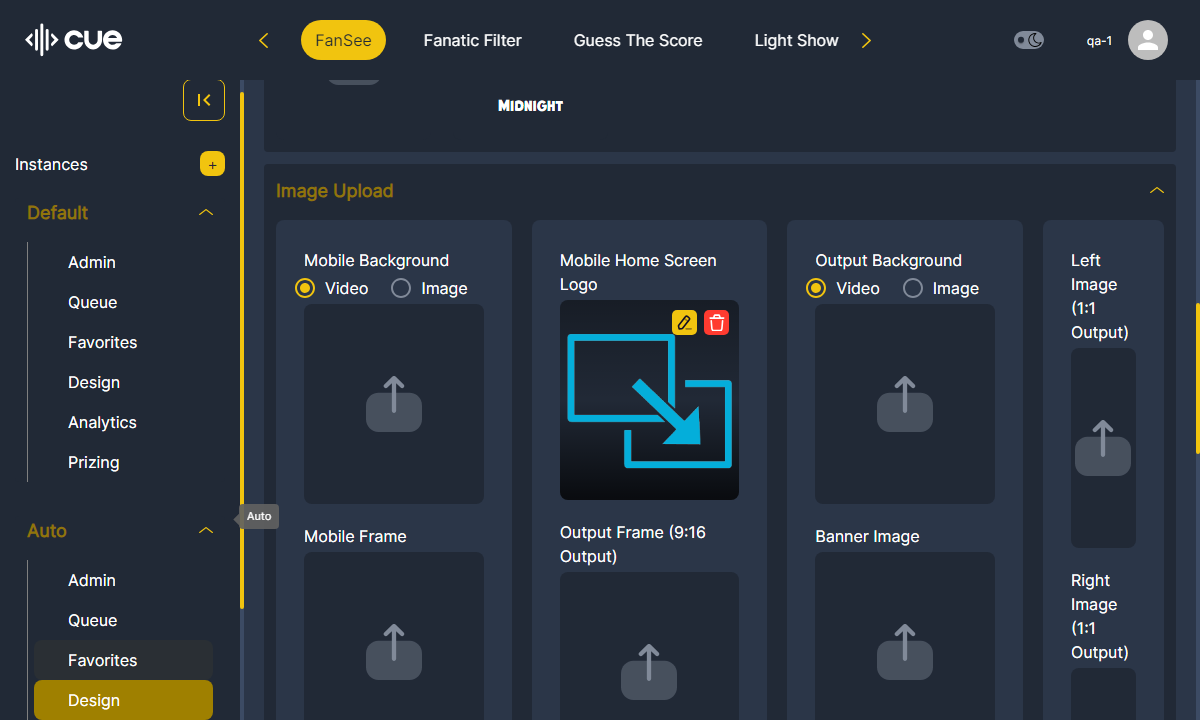 cue
FanSee
Fanatic Filter
Guess The Score
Light Show
qa-1
MIDNIGHT
Instances
+
Default
Admin
Queue
Favorites
Design
Analytics
Prizing
Auto
Auto
Admin
Queue
Favorites
Design
Image Upload
Mobile Background
Video
Image
Mobile Frame
Mobile Home Screen
Logo
Output Frame (9:16
Output)
Output Background
Video
Image
Banner Image
Left
Image
(1:1
Output)
Right
Image
(1:1
Output)